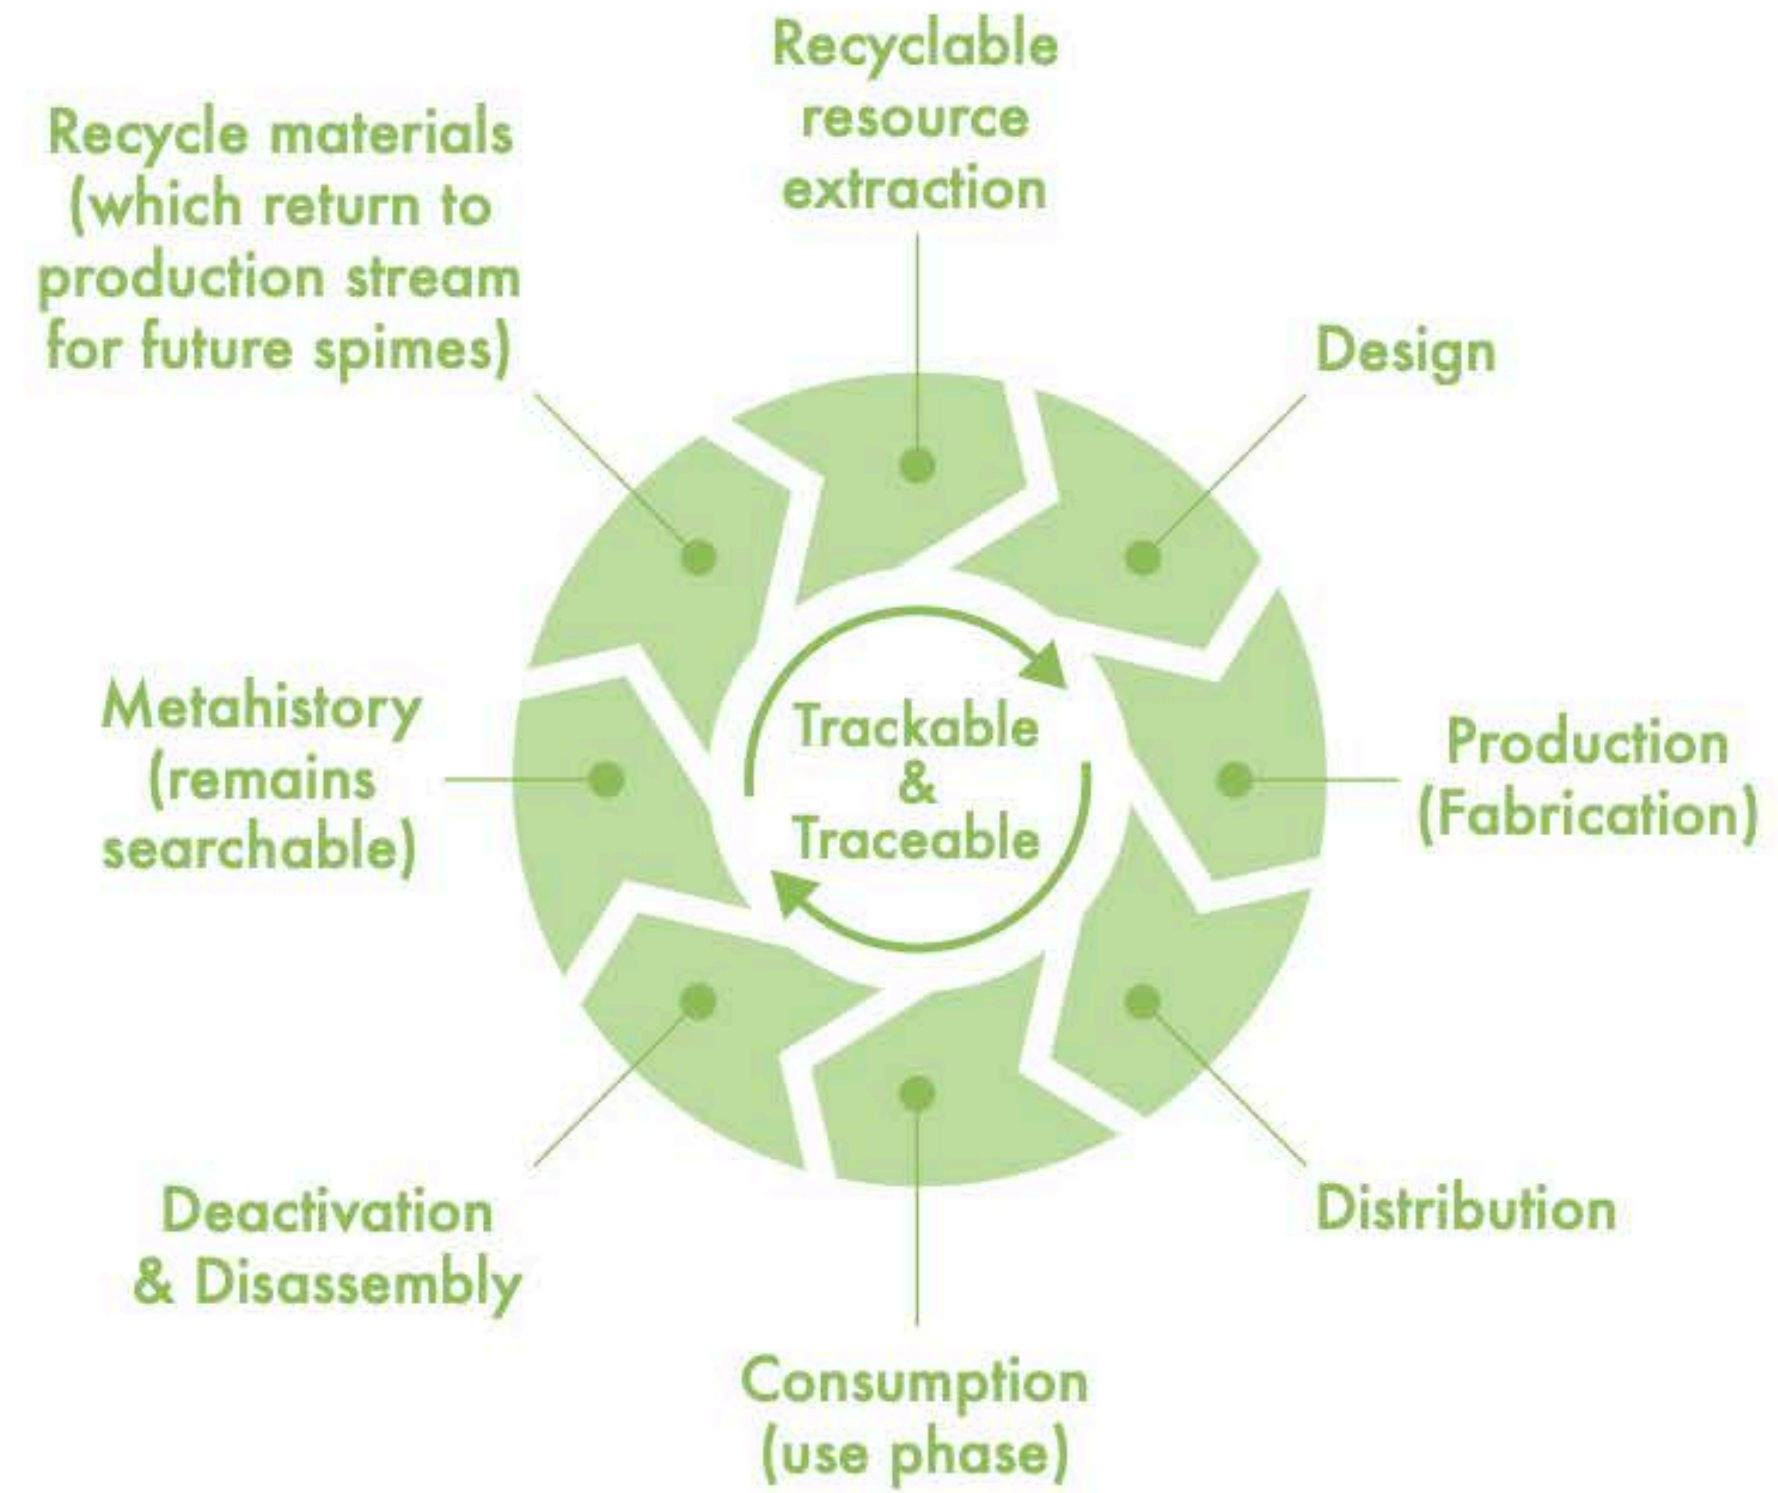 Recyclable
resource
extraction
Design
Production
(Fabrication)
Distribution
Consumption
(use phase)
Deactivation
& Disassembly
Metahistory
(remains
searchable)
Recycle materials
(which return to
production stream
for future spimes)
Trackable
&
Traceable